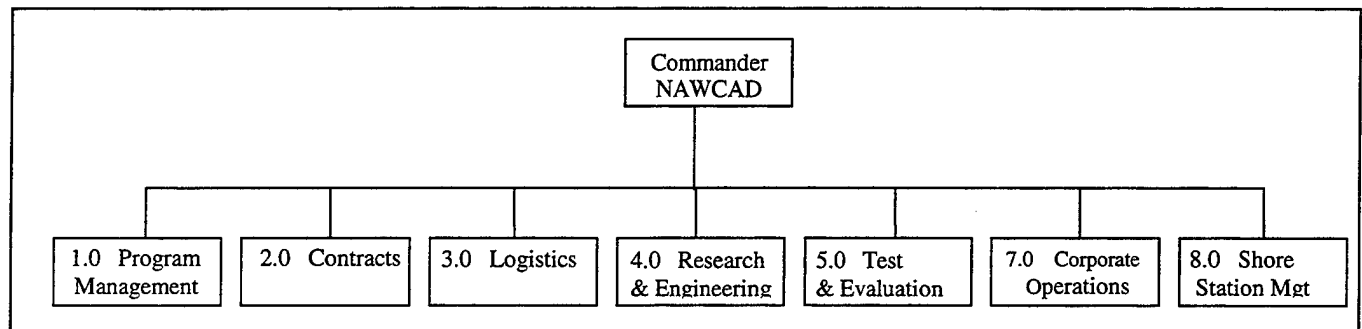 Commander
NAWCAD
1.0 Program
Management
2.0 Contracts
3.0 Logistics
4.0 Research
& Engineering
5.0 Test
& Evaluation
7.0 Corporate
Operations
8.0 Shore
Station Mgt